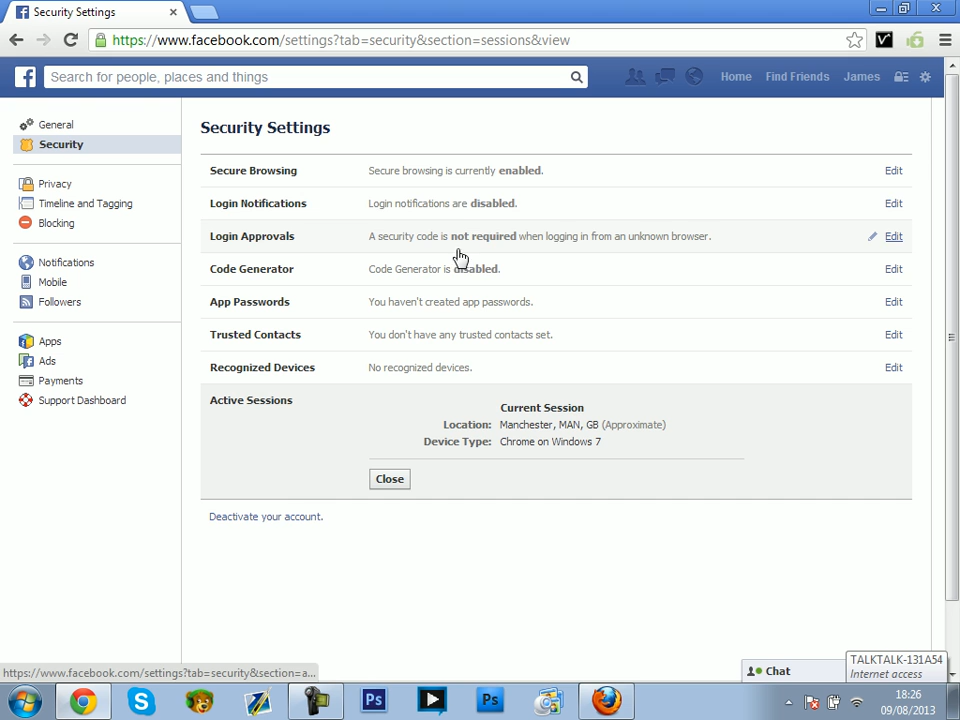 Security Settings
https://www.facebook.com/settings?tab=security&section=sessions&view
Search for people, places and things
Home
Find Friends
James
General
Security
Privacy
Timeline and Tagging
Blocking
Notifications
Mobile
Followers
Apps
Ads
Payments
Support Dashboard
Security Settings
Secure Browsing Secure browsing is currently enabled. Edit
Login Notifications Login notifications are disabled. Edit
Login Approvals A security code is not required when logging in from an unknown browser. Edit
Code Generator Code Generator is disabled. Edit
App Passwords You haven't created app passwords. Edit
Trusted Contacts You don't have any trusted contacts set. Edit
Recognized Devices No recognized devices. Edit
Active Sessions
Current Session
Location: Manchester, MAN, GB (Approximate)
Device Type: Chrome on Windows 7
Close
Deactivate your account.
https://www.facebook.com/settings?tab=security&section=a...
Chat
TALKTALK-131A54
Internet access
Ps
Ps
18:26
09/08/2013